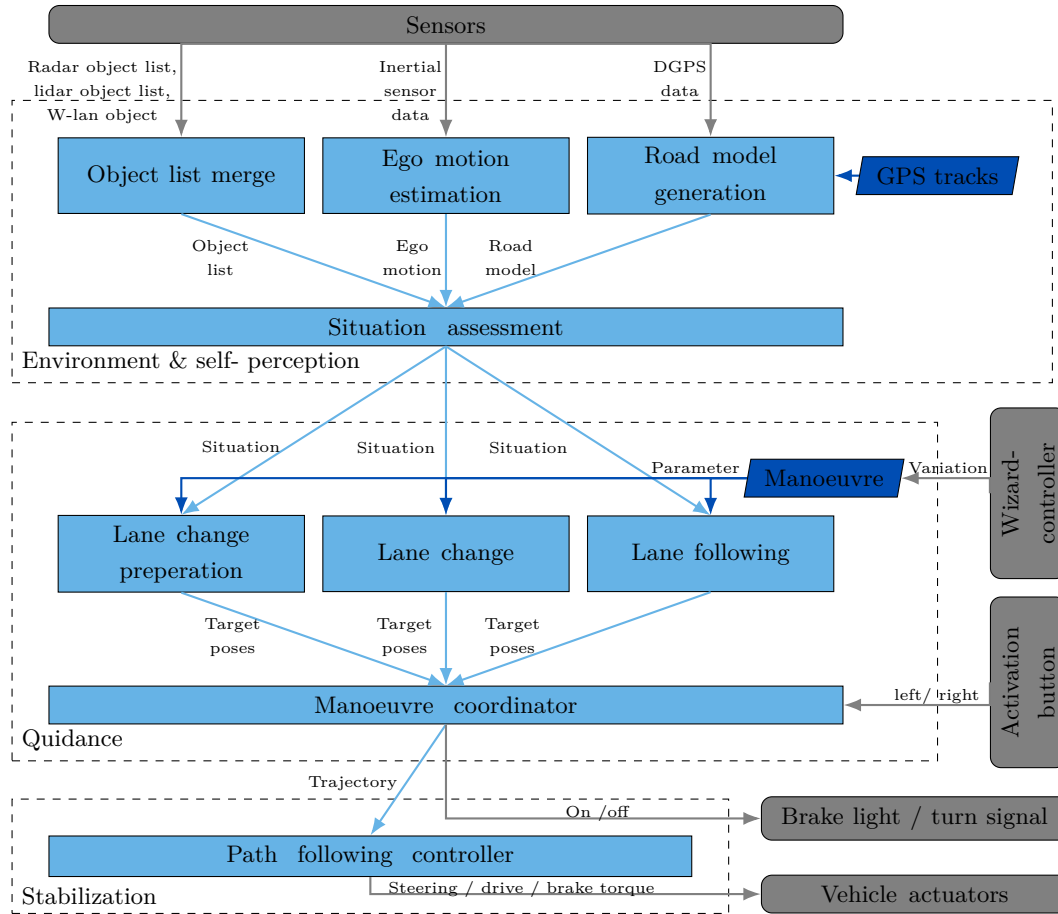 Sensors
Radar object list,
lidar object list,
W-lan object
Inertial
sensor
data
DGPS
data
Object list merge
Ego motion
estimation
Road model
generation
GPS tracks
Object
list
Ego
motion
Road
model
Situation assessment
Environment & self- perception
Situation
Situation
Situation
Parameter
Manoeuvre
Variation
Wizard-
controller
Lane change
preperation
Lane change
Lane following
Target
poses
Target
poses
Target
poses
Manoeuvre coordinator
left/ right
Activation
button
Quidance
Trajectory
On /off
Brake light / turn signal
Path following controller
Steering / drive / brake torque
Vehicle actuators
Stabilization